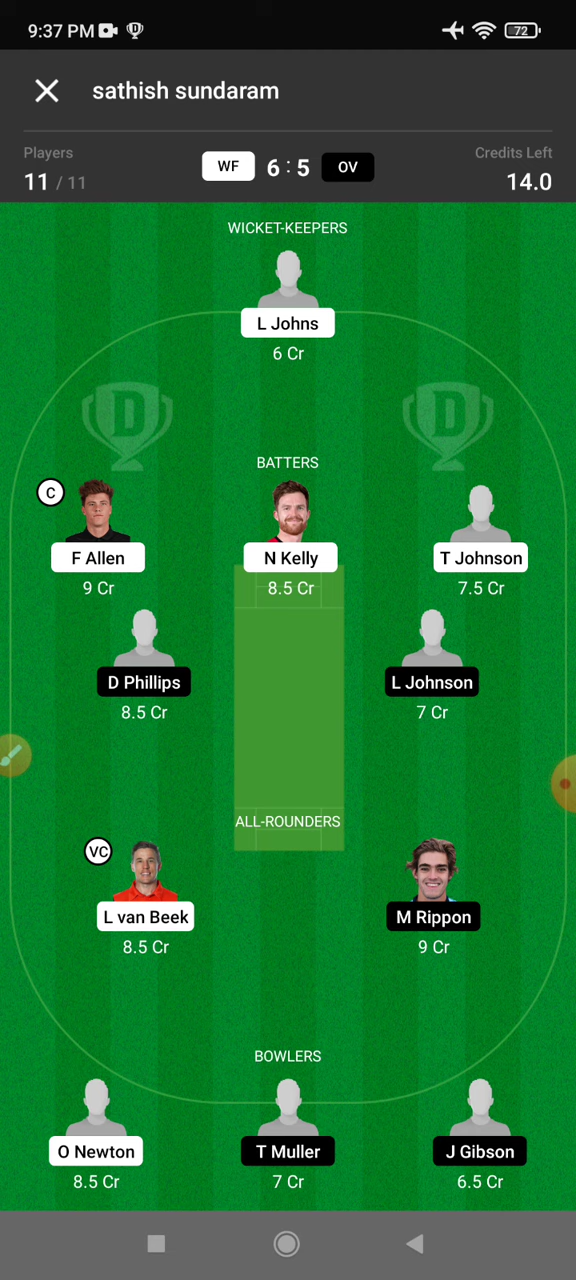 9:37 PM
72
sathish sundaram
Players
11 / 11
WF 6 : 5 OV
Credits Left
14.0
WICKET-KEEPERS
L Johns
6 Cr
D D
BATTERS
C
F Allen N Kelly T Johnson
9 Cr 8.5 Cr 7.5 Cr
D Phillips L Johnson
8.5 Cr 7 Cr
ALL-ROUNDERS
VC
L van Beek M Rippon
8.5 Cr 9 Cr
BOWLERS
O Newton T Muller J Gibson
8.5 Cr 7 Cr 6.5 Cr